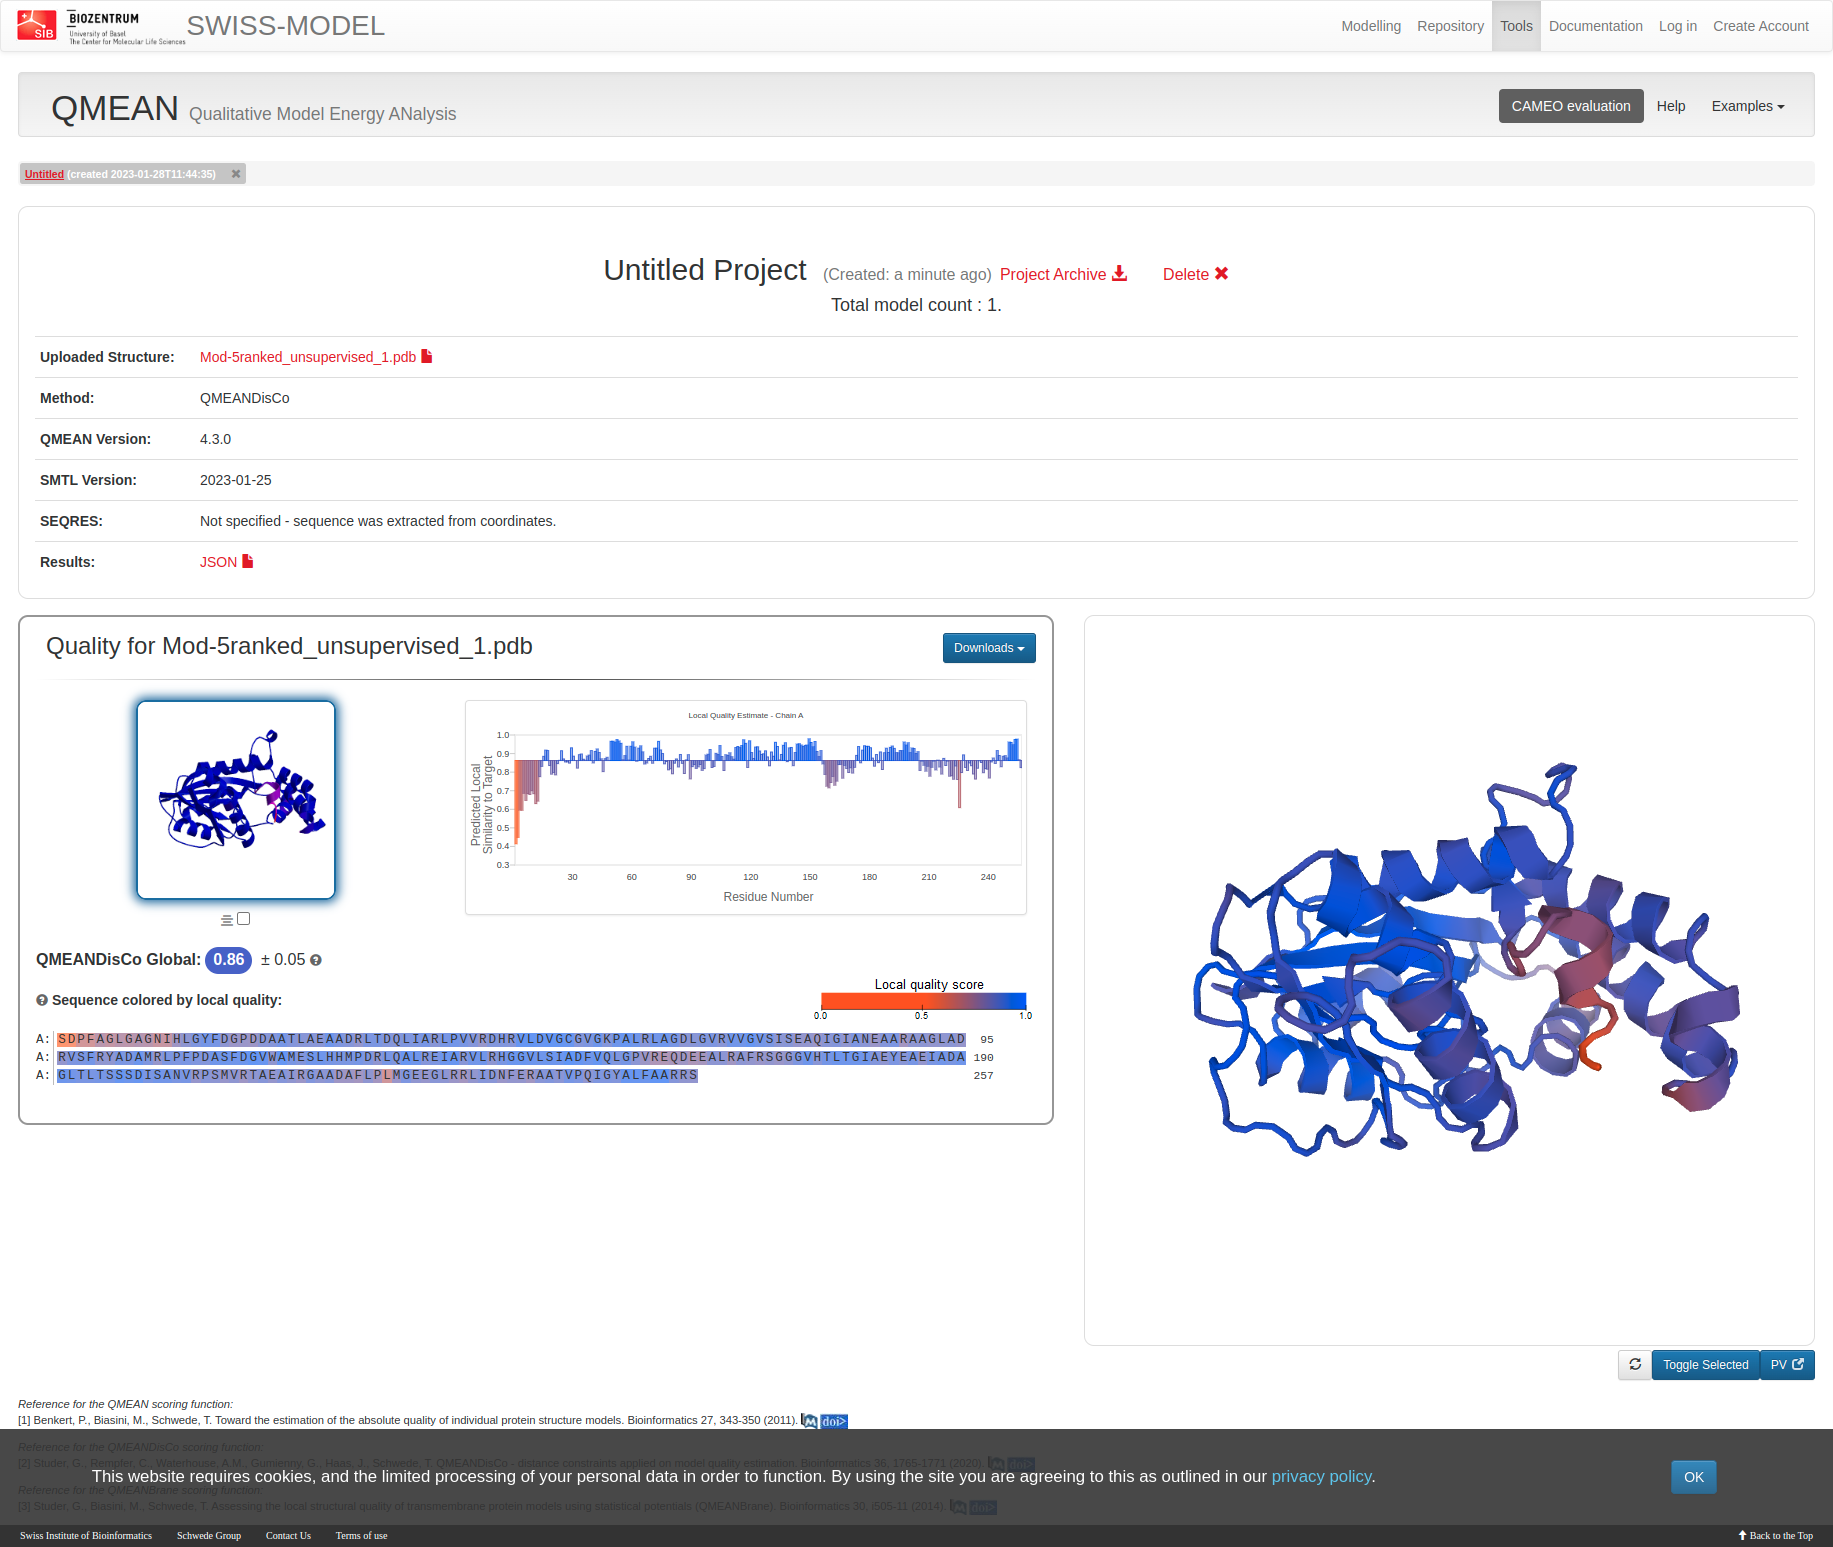 SIB
BIOZENTRUM
University of Basel
The Center for Molecular Life Sciences
SWISS-MODEL
Modelling Repository Tools Documentation Log in Create Account
QMEAN Qualitative Model Energy ANalysis
CAMEO evaluation Help Examples
Untitled (created 2023-01-28T11:44:35)
Untitled Project (Created: a minute ago) Project Archive Delete
Total model count : 1.
Uploaded Structure: Mod-5ranked_unsupervised_1.pdb
Method: QMEANDisCo
QMEAN Version: 4.3.0
SMTL Version: 2023-01-25
SEQRES: Not specified - sequence was extracted from coordinates.
Results: JSON
Quality for Mod-5ranked_unsupervised_1.pdb
Downloads
Local Quality Estimate - Chain A
Predicted Local
Similarity to Target
1.0
0.9
0.8
0.7
0.6
0.5
0.4
0.3
30 60 90 120 150 180 210 240
Residue Number
QMEANDisCo Global: 0.86 ± 0.05
Sequence colored by local quality:
Local quality score
0.0 0.5 1.0
A: SDPFAGLGAGNIHLGYFDGPDDAATLAEAADRLTDQLIARLPVVRDHRVLDVGCGVGKPALRLAGDLGVRVVGVSISEAQIGIANEAARAAGLAD 95
A: RVSFRYADAMRLPFPDASFDGVWAMESLHHMPDRLQALREIARVLRHGGVLSIADFVQLGPVREQDEEALRAFRSGGGVHTLTGIAEYEAEIADA 190
A: GLTLTSSSDISANVRPSMVRTAEAIRGAADAFLPLMGEEGLRRLIDNFERAATVPQIGYALFAARRS 257
Toggle Selected PV
Reference for the QMEAN scoring function:
[1] Benkert, P., Biasini, M., Schwede, T. Toward the estimation of the absolute quality of individual protein structure models. Bioinformatics 27, 343-350 (2011). M doi>
Reference for the QMEANDisCo scoring function:
[2] Studer, G., Rempfer, C., Waterhouse, A.M., Gumienny, G., Haas, J., Schwede, T. QMEANDisCo - distance constraints applied on model quality estimation. Bioinformatics 36, 1765-1771 (2020). M doi>
This website requires cookies, and the limited processing of your personal data in order to function. By using the site you are agreeing to this as outlined in our privacy policy.
OK
Reference for the QMEANBrane scoring function:
[3] Studer, G., Biasini, M., Schwede, T. Assessing the local structural quality of transmembrane protein models using statistical potentials (QMEANBrane). Bioinformatics 30, i505-11 (2014). M doi>
Swiss Institute of Bioinformatics Schwede Group Contact Us Terms of use
Back to the Top